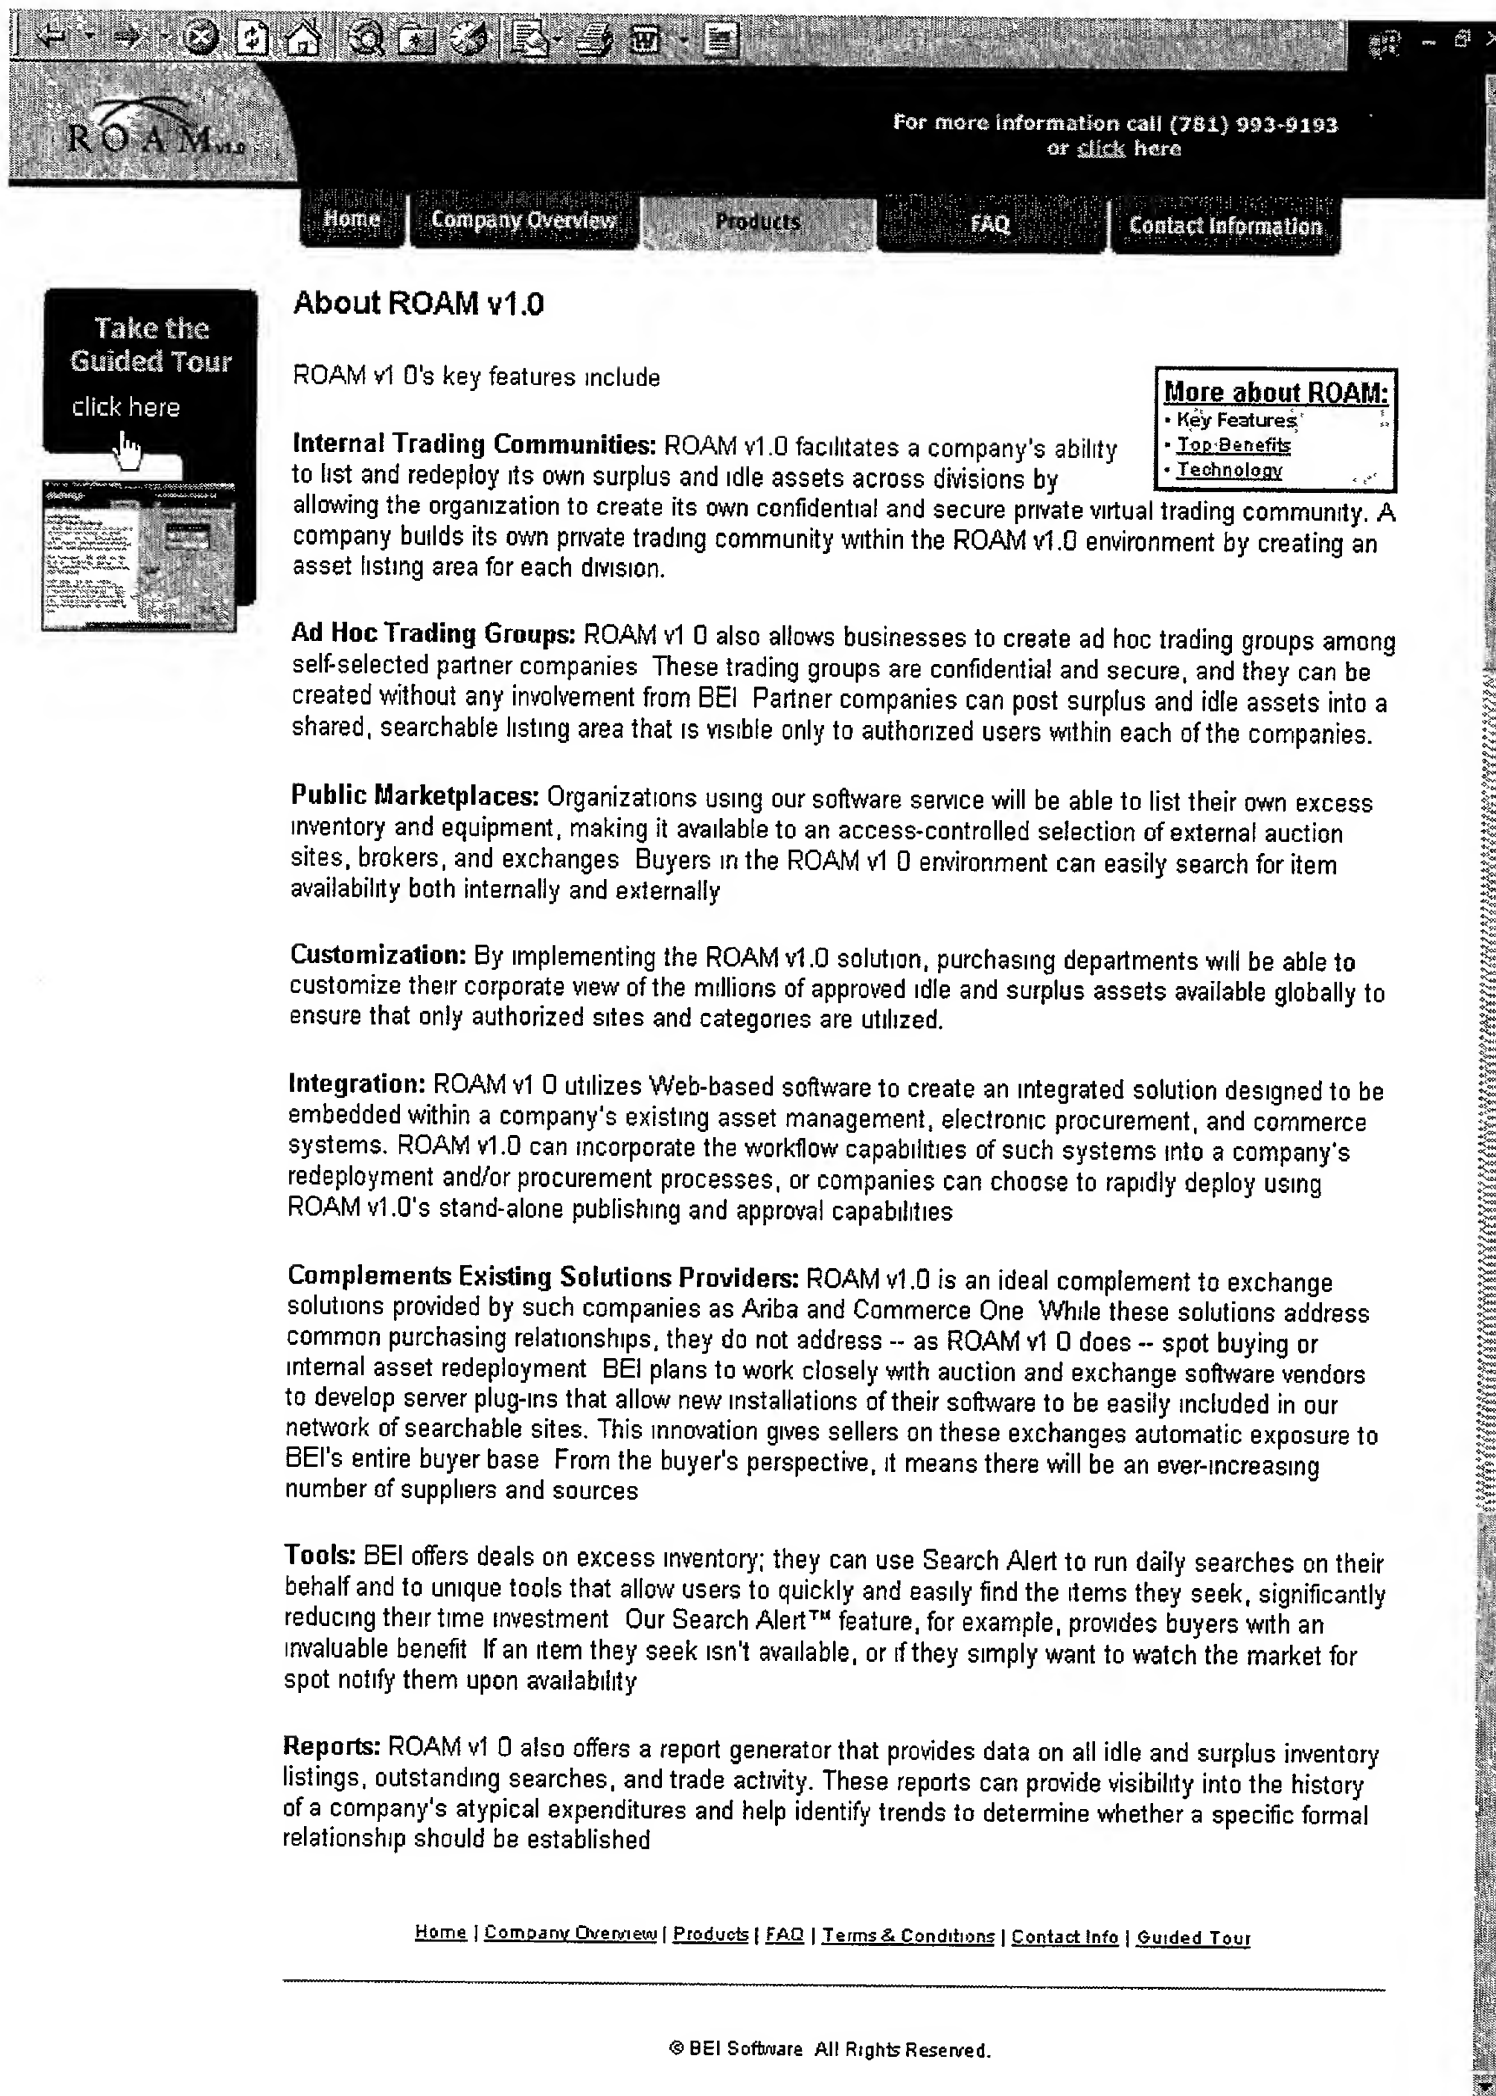 ROAM v1.0
For more information call (781) 993-9193
or click here
Home
Company Overview
Products
FAQ
Contact Information
Take the
Guided Tour
click here
About ROAM v1.0
ROAM v1 0's key features include
More about ROAM:
• Key Features
• Top Benefits
• Technology
Internal Trading Communities: ROAM v1.0 facilitates a company's ability
to list and redeploy its own surplus and idle assets across divisions by
allowing the organization to create its own confidential and secure private virtual trading community. A
company builds its own private trading community within the ROAM v1.0 environment by creating an
asset listing area for each division.
Ad Hoc Trading Groups: ROAM v1 0 also allows businesses to create ad hoc trading groups among
self-selected partner companies These trading groups are confidential and secure, and they can be
created without any involvement from BEI Partner companies can post surplus and idle assets into a
shared, searchable listing area that is visible only to authorized users within each of the companies.
Public Marketplaces: Organizations using our software service will be able to list their own excess
inventory and equipment, making it available to an access-controlled selection of external auction
sites, brokers, and exchanges Buyers in the ROAM v1 0 environment can easily search for item
availability both internally and externally
Customization: By implementing the ROAM v1.0 solution, purchasing departments will be able to
customize their corporate view of the millions of approved idle and surplus assets available globally to
ensure that only authorized sites and categories are utilized.
Integration: ROAM v1 0 utilizes Web-based software to create an integrated solution designed to be
embedded within a company's existing asset management, electronic procurement, and commerce
systems. ROAM v1.0 can incorporate the workflow capabilities of such systems into a company's
redeployment and/or procurement processes, or companies can choose to rapidly deploy using
ROAM v1.0's stand-alone publishing and approval capabilities
Complements Existing Solutions Providers: ROAM v1.0 is an ideal complement to exchange
solutions provided by such companies as Ariba and Commerce One While these solutions address
common purchasing relationships, they do not address -- as ROAM v1 0 does -- spot buying or
internal asset redeployment BEI plans to work closely with auction and exchange software vendors
to develop server plug-ins that allow new installations of their software to be easily included in our
network of searchable sites. This innovation gives sellers on these exchanges automatic exposure to
BEI's entire buyer base From the buyer's perspective, it means there will be an ever-increasing
number of suppliers and sources
Tools: BEI offers deals on excess inventory; they can use Search Alert to run daily searches on their
behalf and to unique tools that allow users to quickly and easily find the items they seek, significantly
reducing their time investment Our Search Alert™ feature, for example, provides buyers with an
invaluable benefit If an item they seek isn't available, or if they simply want to watch the market for
spot notify them upon availability
Reports: ROAM v1 0 also offers a report generator that provides data on all idle and surplus inventory
listings, outstanding searches, and trade activity. These reports can provide visibility into the history
of a company's atypical expenditures and help identify trends to determine whether a specific formal
relationship should be established
Home | Company Overview | Products | FAQ | Terms & Conditions | Contact Info | Guided Tour
© BEI Software All Rights Reserved.